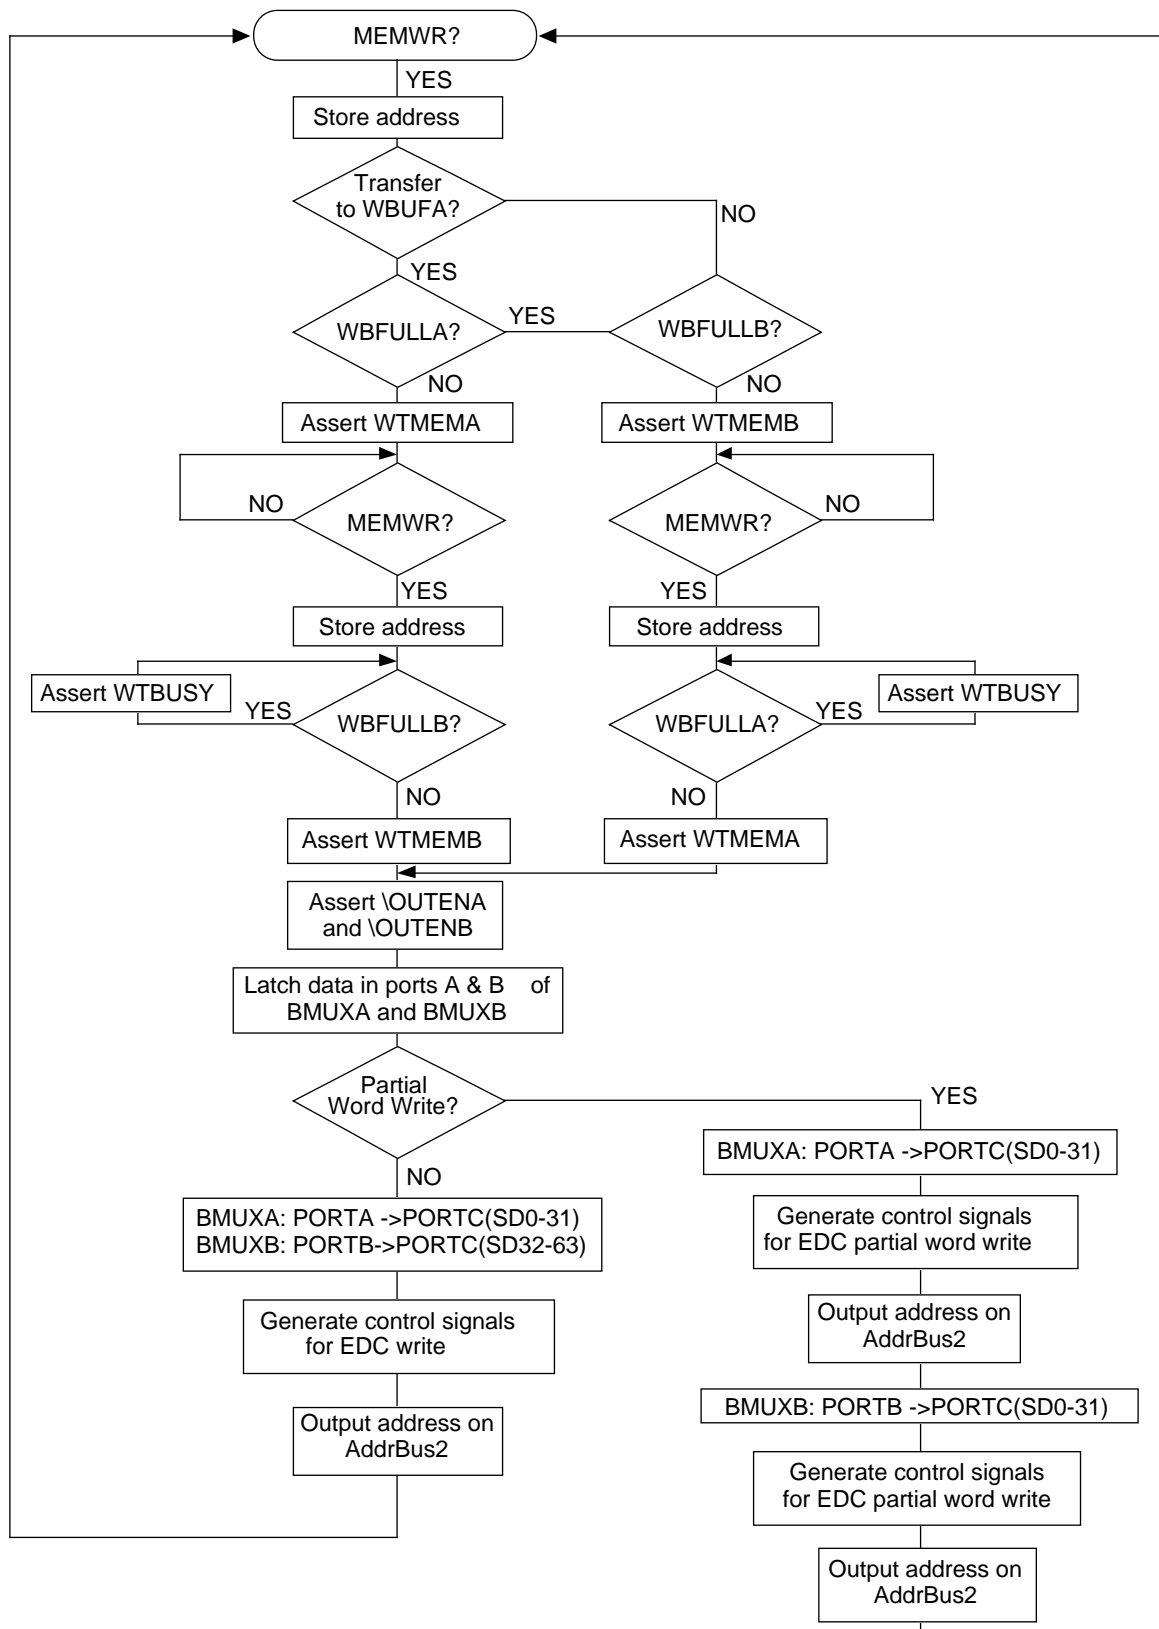 MEMWR?
YES
Store address
Transfer
to WBUFA?
NO
YES
WBFULLA?
YES
WBFULLB?
NO
NO
Assert WTMEMA
Assert WTMEMB
NO
MEMWR?
MEMWR?
NO
YES
YES
Store address
Store address
Assert WTBUSY
YES
WBFULLB?
WBFULLA?
YES
Assert WTBUSY
NO
NO
Assert WTMEMB
Assert WTMEMA
Assert \OUTENA
and \OUTENB
Latch data in ports A & B of
BMUXA and BMUXB
Partial
Word Write?
YES
NO
BMUXA: PORTA ->PORTC(SD0-31)
BMUXB: PORTB->PORTC(SD32-63)
Generate control signals
for EDC write
Output address on
AddrBus2
BMUXA: PORTA ->PORTC(SD0-31)
Generate control signals
for EDC partial word write
Output address on
AddrBus2
BMUXB: PORTB ->PORTC(SD0-31)
Generate control signals
for EDC partial word write
Output address on
AddrBus2